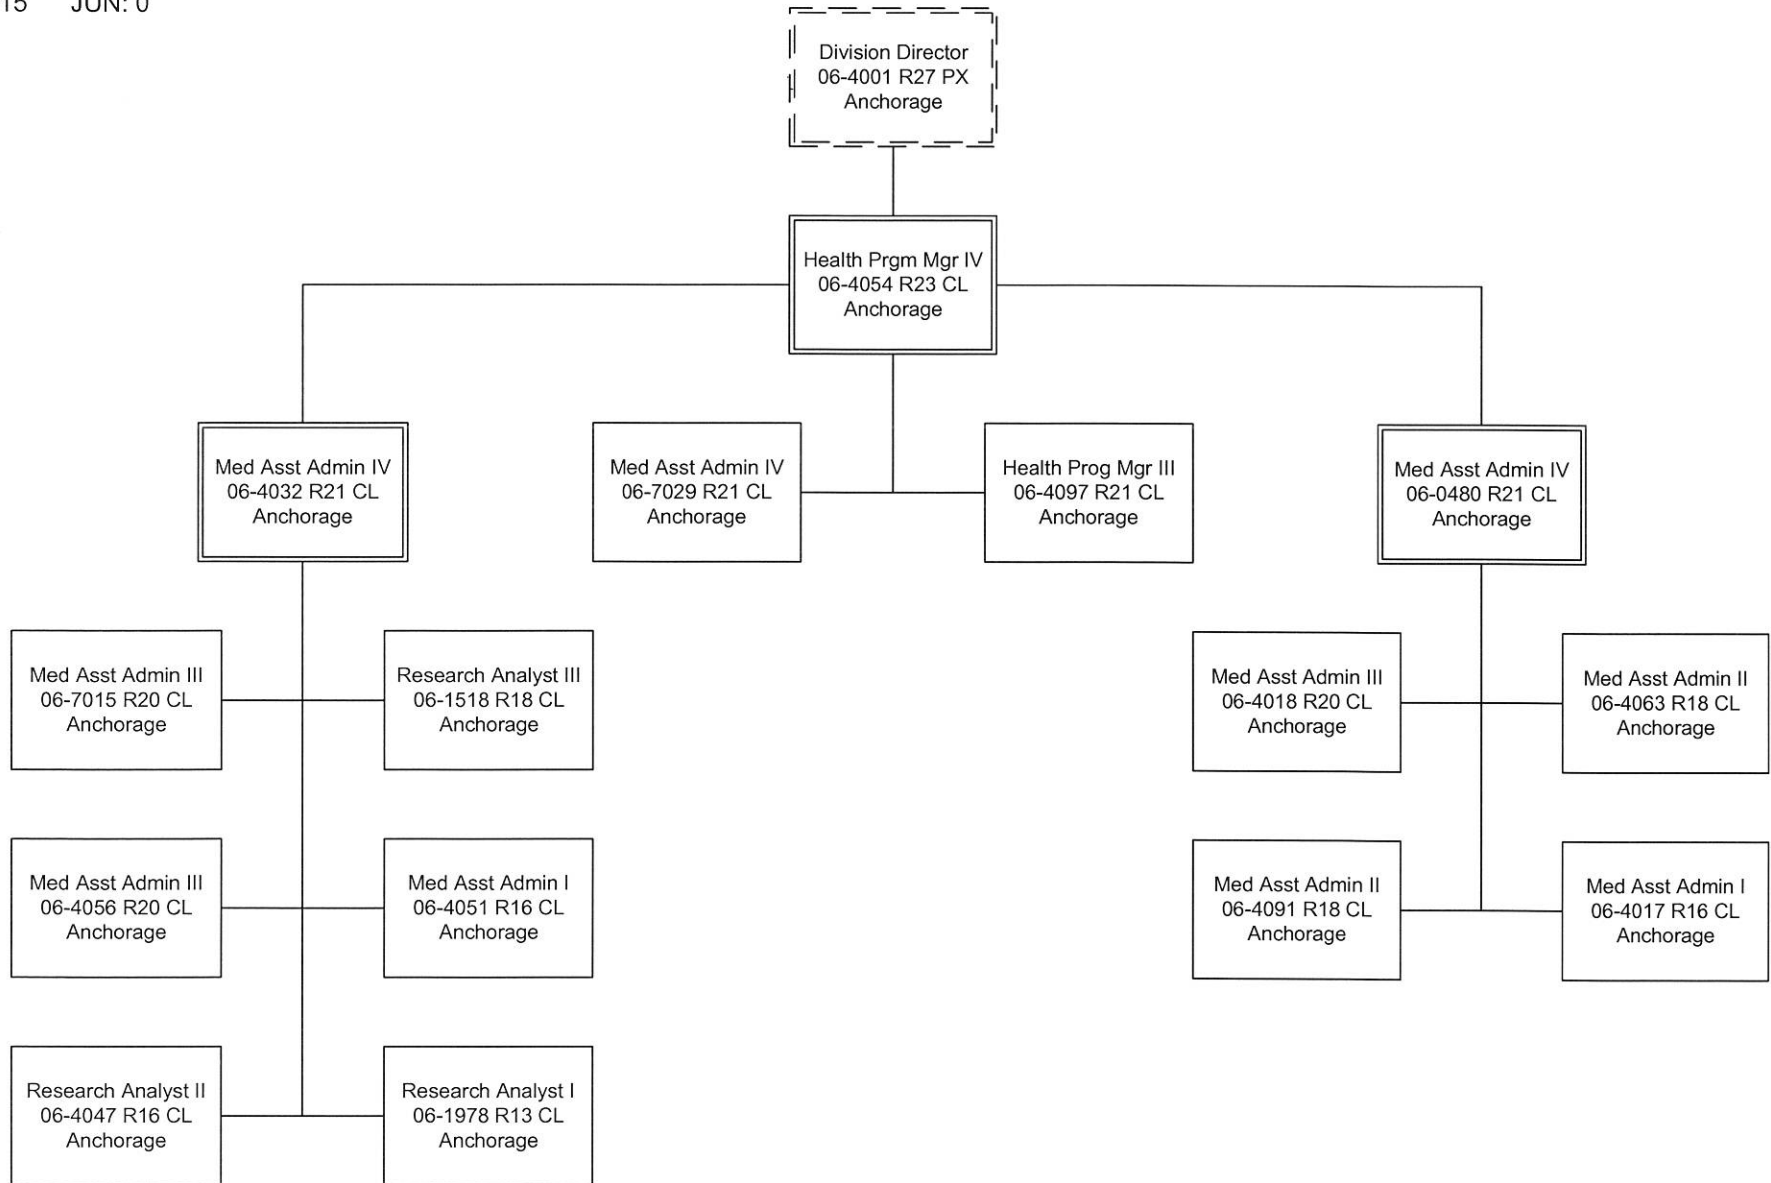 15 JUN: 0
Division Director
06-4001 R27 PX
Anchorage
Health Prgm Mgr IV
06-4054 R23 CL
Anchorage
Med Asst Admin IV
06-4032 R21 CL
Anchorage
Med Asst Admin IV
06-7029 R21 CL
Anchorage
Health Prog Mgr III
06-4097 R21 CL
Anchorage
Med Asst Admin IV
06-0480 R21 CL
Anchorage
Med Asst Admin III
06-7015 R20 CL
Anchorage
Research Analyst III
06-1518 R18 CL
Anchorage
Med Asst Admin III
06-4018 R20 CL
Anchorage
Med Asst Admin II
06-4063 R18 CL
Anchorage
Med Asst Admin III
06-4056 R20 CL
Anchorage
Med Asst Admin I
06-4051 R16 CL
Anchorage
Med Asst Admin II
06-4091 R18 CL
Anchorage
Med Asst Admin I
06-4017 R16 CL
Anchorage
Research Analyst II
06-4047 R16 CL
Anchorage
Research Analyst I
06-1978 R13 CL
Anchorage